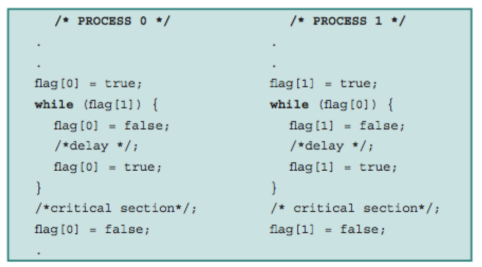 /* PROCESS 0 */
.
.
flag[0] = true;
while (flag[1]) {
flag[0] = false;
/*delay */;
flag[0] = true;
}
/*critical section*/;
flag[0] = false;
.
/* PROCESS 1 */
.
.
flag[1] = true;
while (flag[0]) {
flag[1] = false;
/*delay */;
flag[1] = true;
}
/* critical section*/;
flag[1] = false;